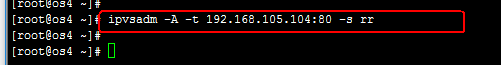 [root@os4 ~]#
[root@os4 ~]# ipvsadm -A -t 192.168.105.104:80 -s rr
[root@os4 ~]#
[root@os4 ~]#